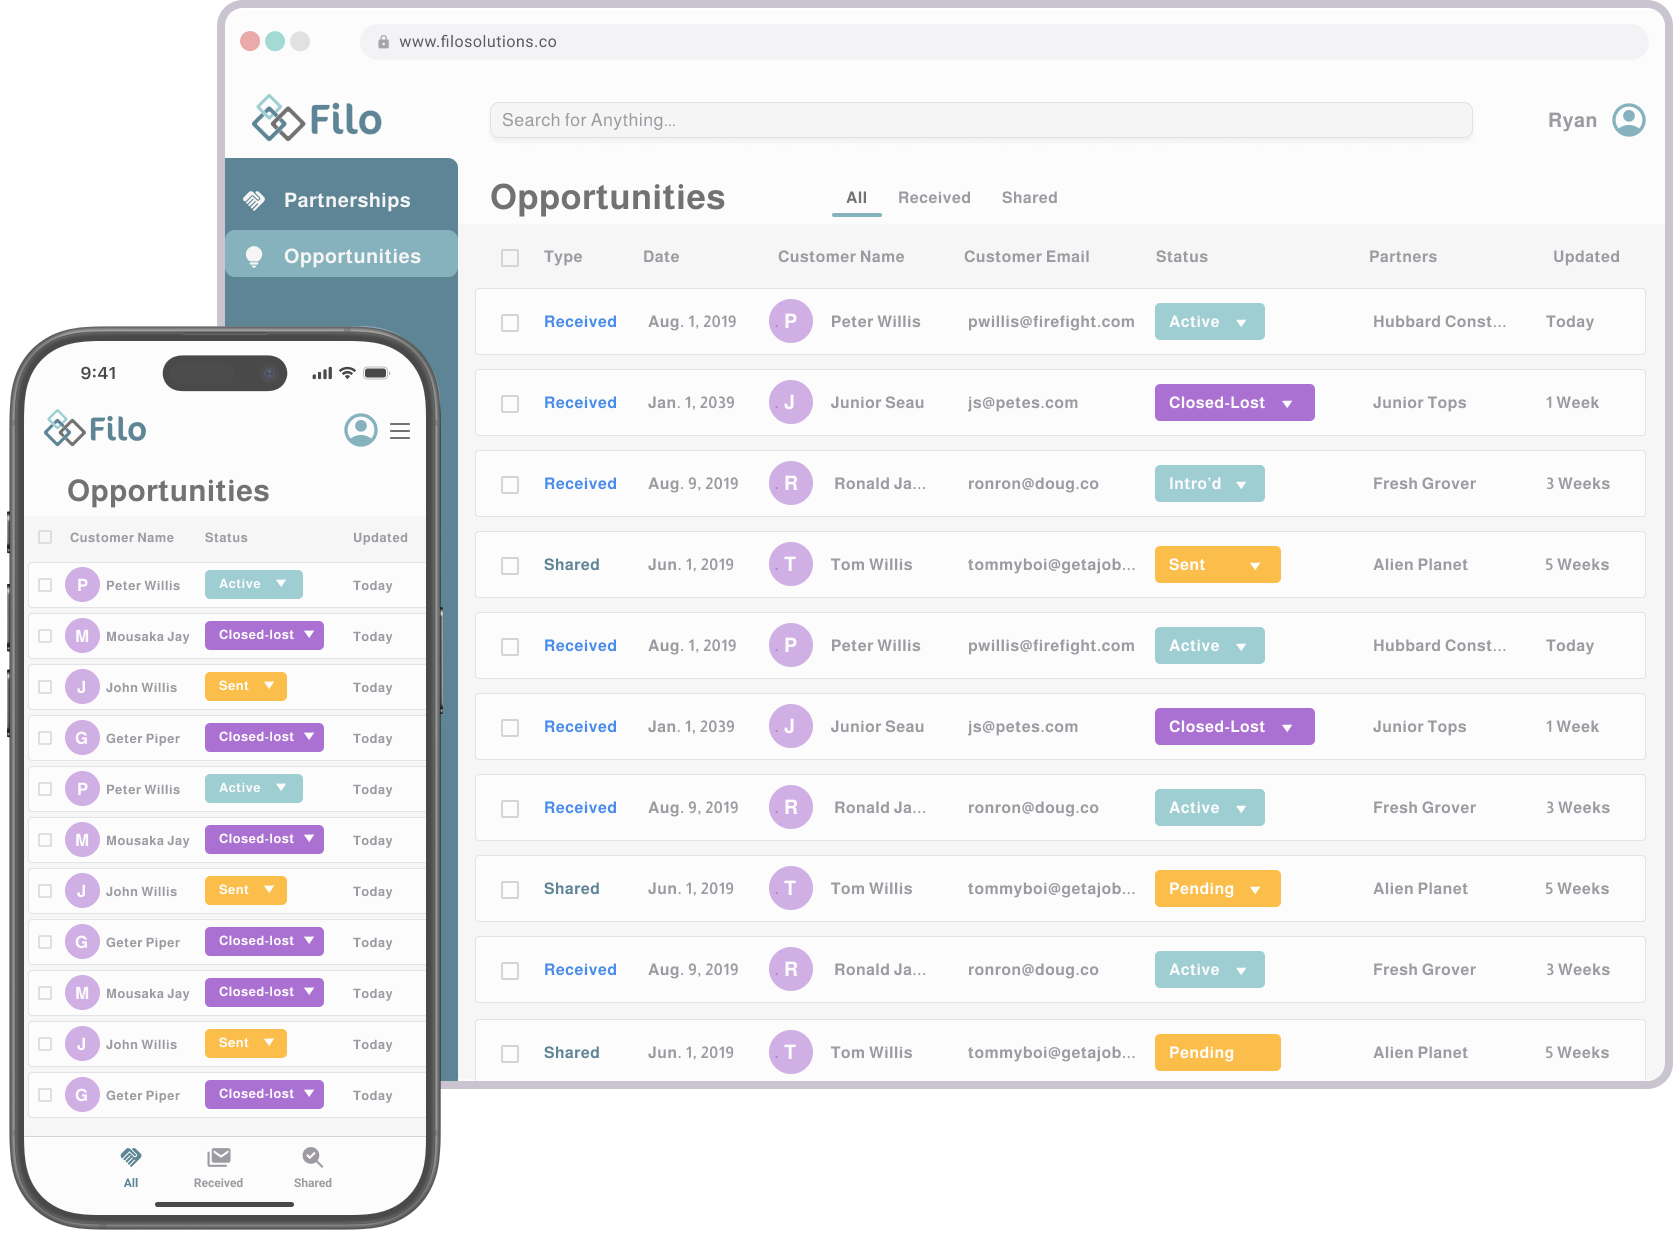 www.filosolutions.co
Filo
Search for Anything...
Ryan
Partnerships
Opportunities
Opportunities
All Received Shared
Type Date Customer Name Customer Email Status Partners Updated
Received Aug. 1, 2019 P Peter Willis pwillis@firefight.com Active Hubbard Const... Today
Received Jan. 1, 2039 J Junior Seau js@petes.com Closed-Lost Junior Tops 1 Week
Received Aug. 9, 2019 R Ronald Ja... ronron@doug.co Intro'd Fresh Grover 3 Weeks
Shared Jun. 1, 2019 T Tom Willis tommyboi@getajob... Sent Alien Planet 5 Weeks
Received Aug. 1, 2019 P Peter Willis pwillis@firefight.com Active Hubbard Const... Today
Received Jan. 1, 2039 J Junior Seau js@petes.com Closed-Lost Junior Tops 1 Week
Received Aug. 9, 2019 R Ronald Ja... ronron@doug.co Active Fresh Grover 3 Weeks
Shared Jun. 1, 2019 T Tom Willis tommyboi@getajob... Pending Alien Planet 5 Weeks
Received Aug. 9, 2019 R Ronald Ja... ronron@doug.co Active Fresh Grover 3 Weeks
Shared Jun. 1, 2019 T Tom Willis tommyboi@getajob... Pending Alien Planet 5 Weeks
9:41
Filo
Opportunities
Customer Name Status Updated
P Peter Willis Active Today
M Mousaka Jay Closed-lost Today
J John Willis Sent Today
G Geter Piper Closed-lost Today
P Peter Willis Active Today
M Mousaka Jay Closed-lost Today
J John Willis Sent Today
G Geter Piper Closed-lost Today
M Mousaka Jay Closed-lost Today
J John Willis Sent Today
G Geter Piper Closed-lost Today
All Received Shared